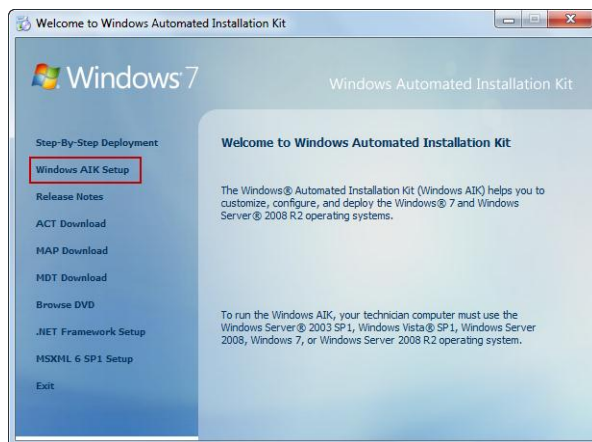 Welcome to Windows Automated Installation Kit
Windows 7
Windows Automated Installation Kit
Step-By-Step Deployment
Windows AIK Setup
Release Notes
ACT Download
MAP Download
MDT Download
Browse DVD
.NET Framework Setup
MSXML 6 SP1 Setup
Exit
Welcome to Windows Automated Installation Kit
The Windows® Automated Installation Kit (Windows AIK) helps you to
customize, configure, and deploy the Windows® 7 and Windows
Server® 2008 R2 operating systems.
To run the Windows AIK, your technician computer must use the
Windows Server® 2003 SP1, Windows Vista® SP1, Windows Server
2008, Windows 7, or Windows Server 2008 R2 operating system.